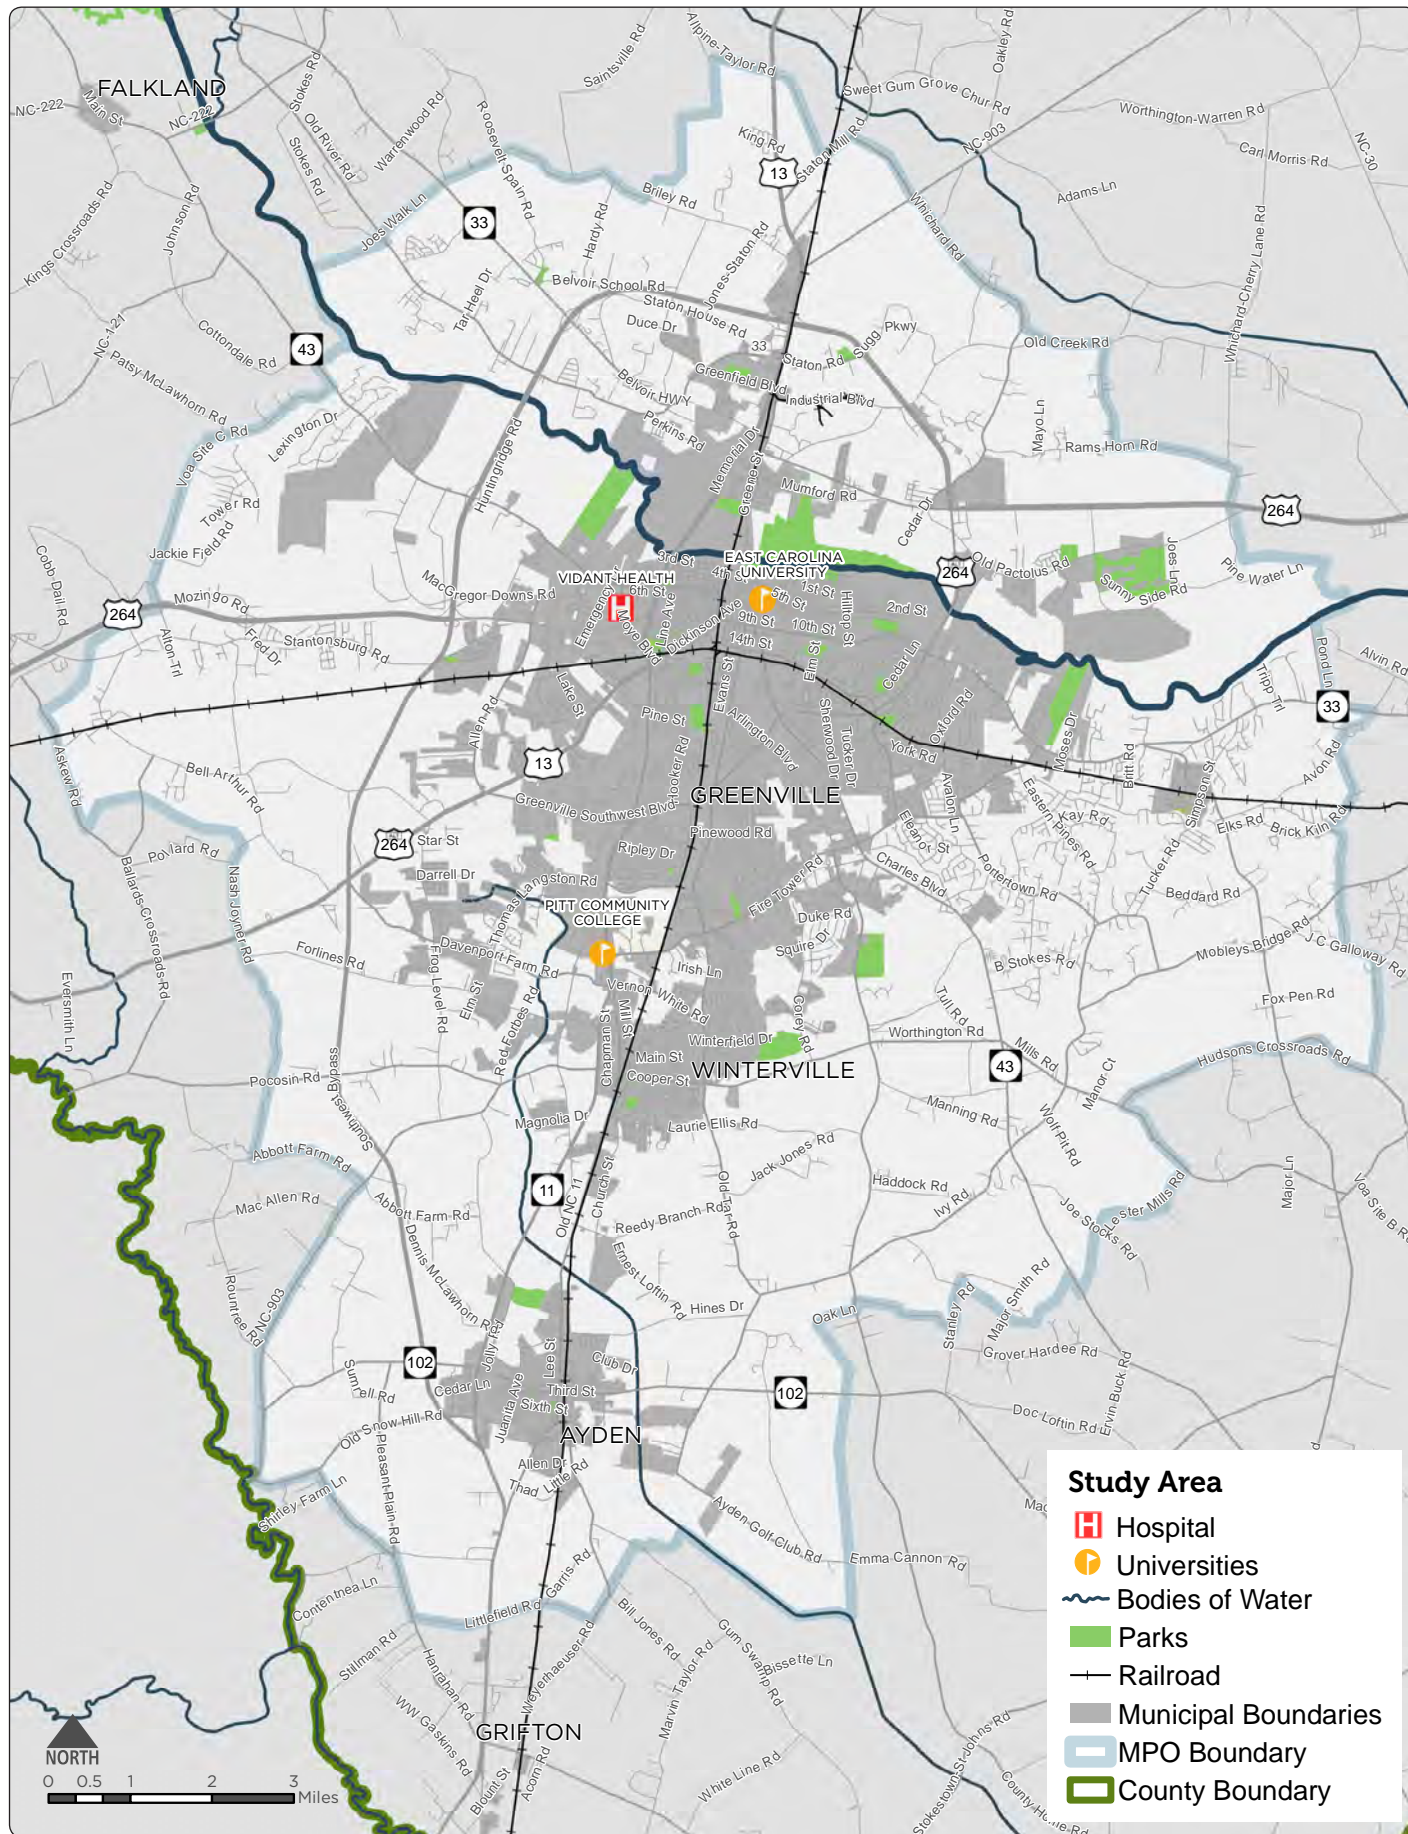 Allpine-Taylor Rd
Oakley Rd
Saintsville Rd
FALKLAND
Main St
NC-222
NC-222
Stokes Rd
Old River Rd
Stokes Rd
Warrenwood Rd
Roosevelt Spain Rd
Sweet Gum Grove Chur Rd
Worthington-Warren Rd
NC-903
NC-30
Carl Morris Rd
King Rd
13
Staton Mill Rd
Briley Rd
Adams Ln
Johnson Rd
Kings Crossroads Rd
Joes Walk Ln
33
Hardy Rd
Whichard Rd
Whichard-Cherry Lane Rd
Jones-Staton Rd
Belvoir School Rd
Tar Heel Dr
Staton House Rd
Duce Dr
33
Sugg Pkwy
Staton Rd
Old Creek Rd
NC-121
Cottondale Rd
43
Patsy McLawhorn Rd
Greenfield Blvd
Belvoir HWY
Industrial Blvd
Perkins Rd
Lexington Dr
Voa Site C Rd
Huntingridge Rd
Memorial Dr
Greene St
Mayo Ln
Rams Horn Rd
Mumford Rd
Cedar Dr
264
Tower Rd
Jackie Field Rd
Cobb Dail Rd
3rd St
EAST CAROLINA
UNIVERSITY
4th St
264
Old Pactolus Rd
Joes Ln
Sunny Side Rd
Pine Water Ln
VIDANT HEALTH
6th St
MacGregor Downs Rd
Mozingo Rd
264
Moye Blvd
Line Ave
Dickinson Ave
1st St
5th St
9th St
10th St
14th St
Hilltop St
2nd St
Alton Trl
Fred Dr
Stantonsburg Rd
Elm St
Cedar Ln
Pond Ln
Alvin Rd
Tripp Trl
33
Lake St
Allen Rd
Evans St
Pine St
Arlington Blvd
Sherwood Dr
Tucker Dr
Oxford Rd
York Rd
Moses Dr
Britt Rd
Avon Rd
Askew Rd
Bell Arthur Rd
13
Hooker Rd
GREENVILLE
Greenville Southwest Blvd
Avalon Ln
Eastern Pines Rd
Kay Rd
Simpson St
Elks Rd
Brick Kiln Rd
Pinewood Rd
Eleanor St
264
Star St
Ripley Dr
Pollard Rd
Ballards Crossroads Rd
Nash Joyner Rd
Darrell Dr
Thomas Langston Rd
Fire Tower Rd
Charles Blvd
Portertown Rd
Tucker Rd
Beddard Rd
PITT COMMUNITY
COLLEGE
Duke Rd
Squire Dr
Mobleys Bridge Rd
J C Galloway Rd
Forlines Rd
Frog Level Rd
Davenport Farm Rd
Irish Ln
B Stokes Rd
Eversmith Ln
Elm St
Reed Forbes Rd
Vernon White Rd
Chapman St
Mill St
Corey Rd
Tull Rd
Fox Pen Rd
Winterfield Dr
Worthington Rd
Mills Rd
Main St
WINTERVILLE
43
Hudsons Crossroads Rd
Cooper St
Pocosin Rd
Southwest Bypass
Manor Ct
Manning Rd
Wolf Pit Rd
Magnolia Dr
Laurie Ellis Rd
Jack Jones Rd
Abbott Farm Rd
Church St
Old Tar Rd
Haddock Rd
Major Ln
Voa Site B Rd
Mac Allen Rd
11
Old NC 11
Ivy Rd
Lester Mills Rd
Joe Stocks Rd
Abbott Farm Rd
Reedy Branch Rd
Dennis McLawhorn Rd
Ernest Loftin Rd
Rountree Rd
NC-903
Hines Dr
Oak Ln
Stanley Rd
Major Smith Rd
Jolly Rd
Lee St
Club Dr
Grover Hardee Rd
102
Cedar Ln
Third St
102
Ervin Buck Rd
Juanita Ave
Sixth St
Doc Loftin Rd
Old Snow Hill Rd
AYDEN
Pleasant Plain Rd
Allen Dr
Thad Little Rd
Shirley Farm Ln
Ayden Golf Club Rd
Emma Cannon Rd
Contentnea Ln
Littlefield Rd
Garris Rd
Bill Jones Rd
Gum Swamp Rd
Bissette Ln
Stillman Rd
Hanrahan Rd
Weyerhaeuser Rd
Marvin Taylor Rd
WW Gaskins Rd
GRIFTON
White Line Rd
Blount St
Acorn Rd
Stokestown-St Johns Rd
County Home Rd
Study Area
Hospital
Universities
Bodies of Water
Parks
Railroad
Municipal Boundaries
MPO Boundary
County Boundary
NORTH
0 0.5 1 2 3
Miles